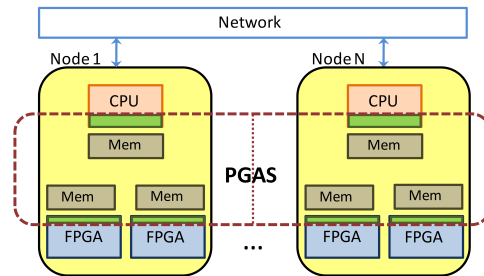 Network
Node 1
Node N
CPU
CPU
Mem
Mem
PGAS
Mem
Mem
Mem
Mem
FPGA
FPGA
...
FPGA
FPGA